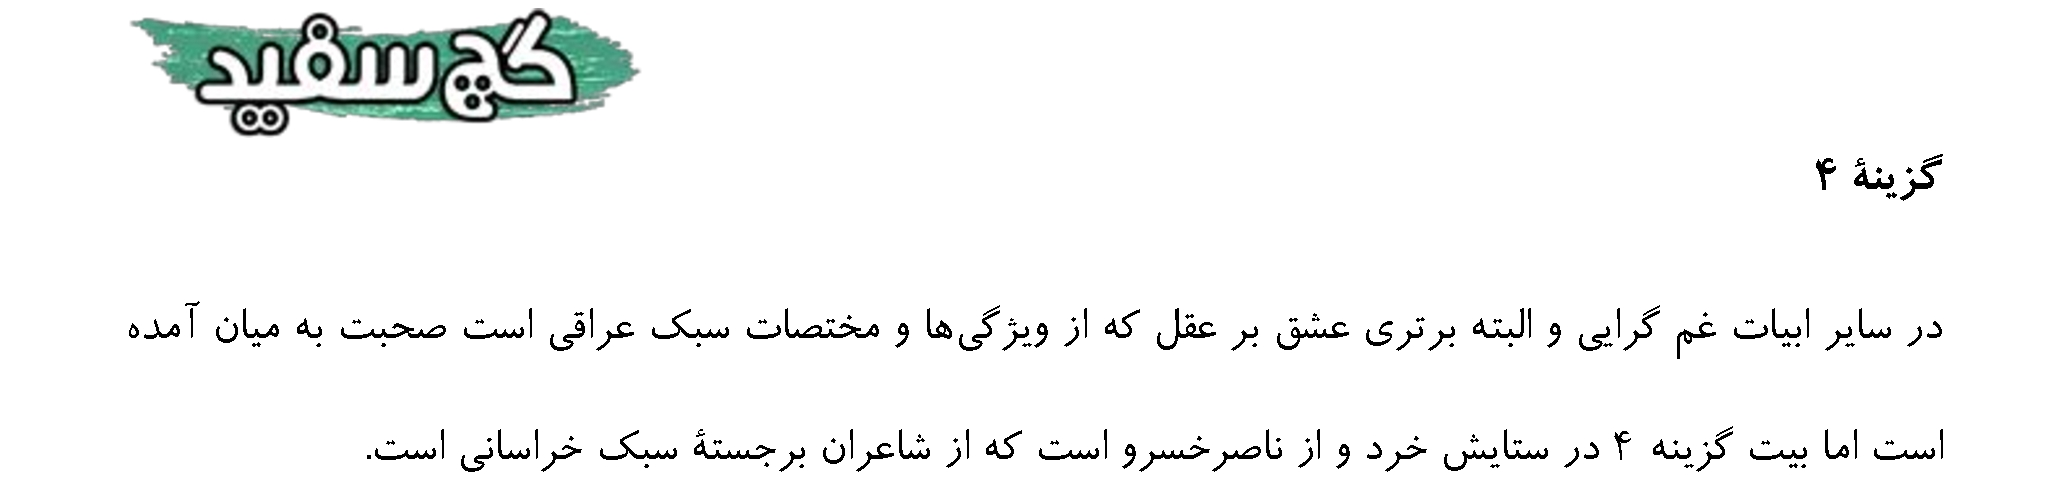 گچ سفید
گزینهٔ ۴
در سایر ابیات غم گرایی و البته برتری عشق بر عقل که از ویژگی‌ها و مختصات سبک عراقی است صحبت به میان آمده
است اما بیت گزینه ۴ در ستایش خرد و از ناصرخسرو است که از شاعران برجستهٔ سبک خراسانی است.